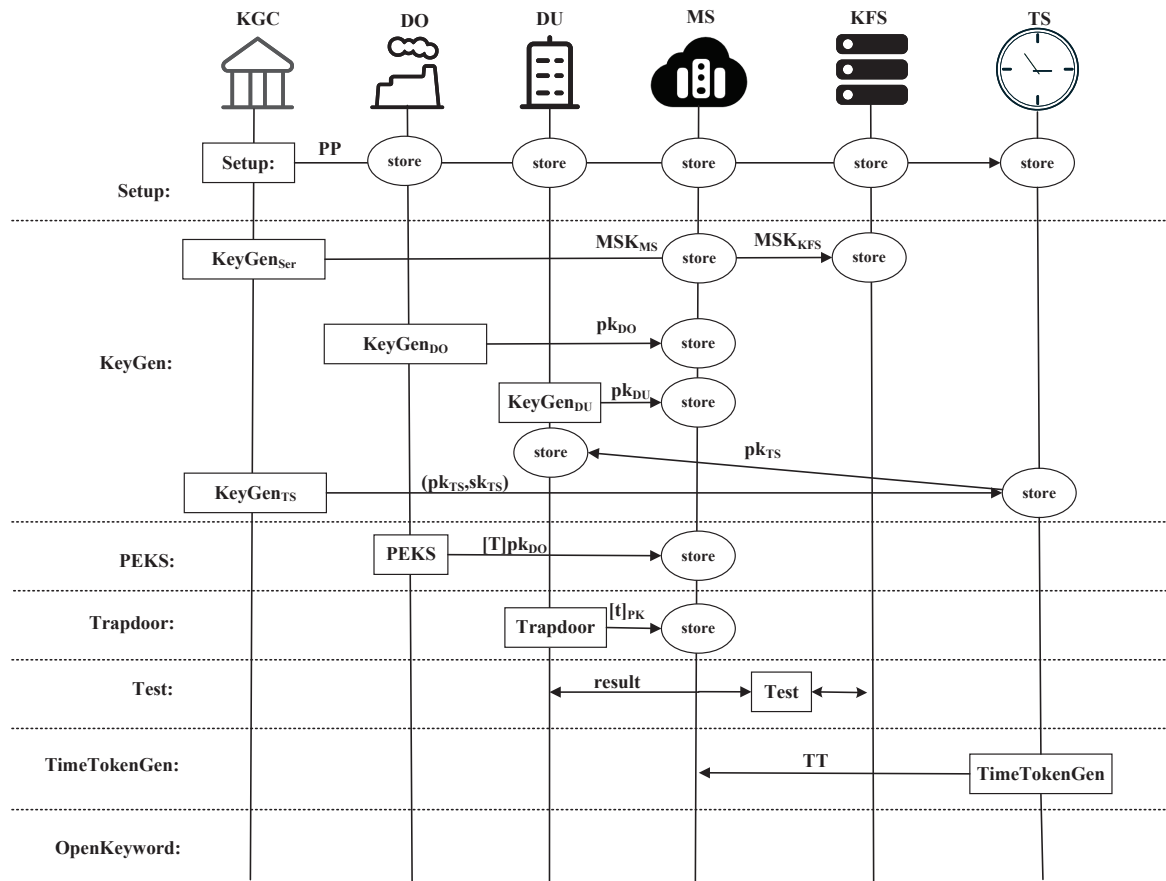 KGC DO DU MS KFS TS
Setup: PP store store store store store
Setup:
KeyGenSer MSKMS store MSKKFS store
KeyGenDO pkDO store
KeyGen:
KeyGenDU pkDU store
store pkTS
KeyGenTS (pkTS,skTS) store
PEKS: PEKS [T]pkDO store
Trapdoor: Trapdoor [t]PK store
Test: result Test
TimeTokenGen: TT TimeTokenGen
OpenKeyword: